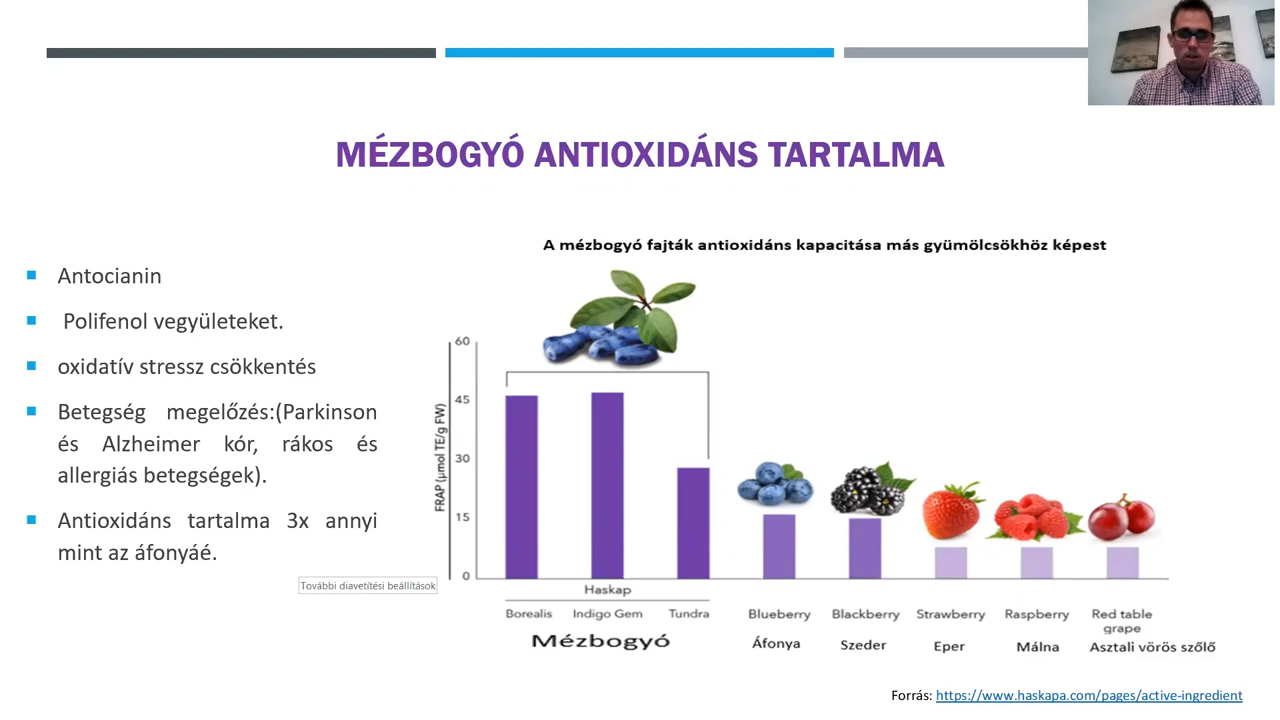 MÉZBOGYÓ ANTIOXIDÁNS TARTALMA
Antocianin
Polifenol vegyületeket.
oxidatív stressz csökkentés
Betegség megelőzés:(Parkinson
és Alzheimer kór, rákos és
allergiás betegségek).
Antioxidáns tartalma 3x annyi
mint az áfonyáé.
További diavetítési beállítások
A mézbogyó fajták antioxidáns kapacitása más gyümölcsökhöz képest
FRAP (µmol TE/g FW)
60
45
30
15
0
Haskap
Borealis Indigo Gem Tundra Blueberry Blackberry Strawberry Raspberry Red table
grape
Mézbogyó Áfonya Szeder Eper Málna Asztali vörös szőlő
Forrás: https://www.haskapa.com/pages/active-ingredient